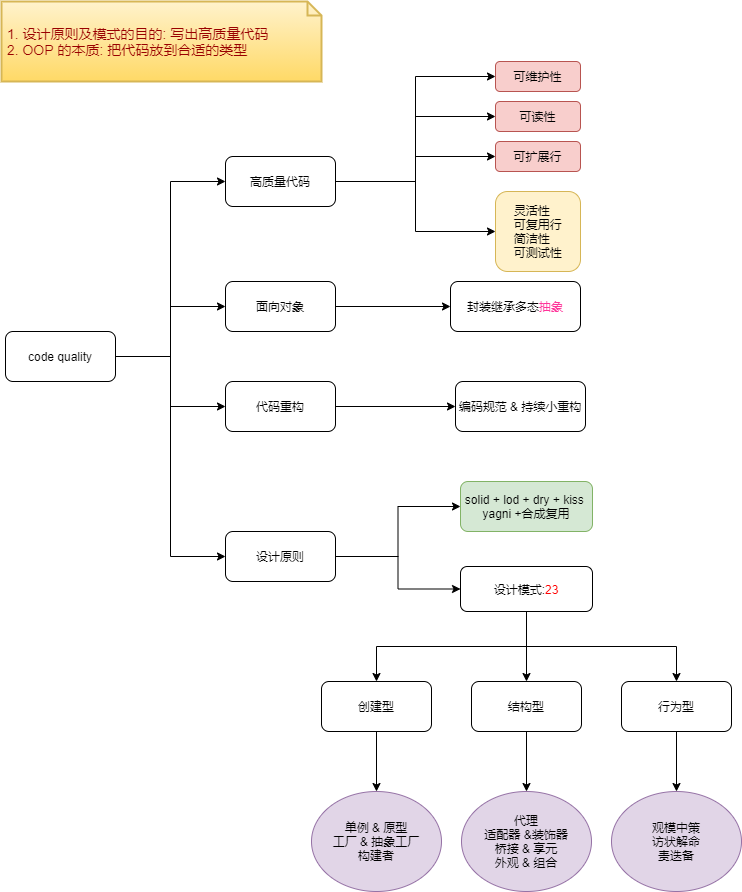 1. 设计原则及模式的目的: 写出高质量代码
2. OOP 的本质: 把代码放到合适的类型
可维护性
可读性
可扩展行
高质量代码
灵活性
可复用行
简洁性
可测试性
面向对象
封装继承多态抽象
code quality
代码重构
编码规范 & 持续小重构
solid + lod + dry + kiss
yagni +合成复用
设计原则
设计模式:23
创建型
结构型
行为型
单例 & 原型
工厂 & 抽象工厂
构建者
代理
适配器 &装饰器
桥接 & 享元
外观 & 组合
观模中策
访状解命
责迭备